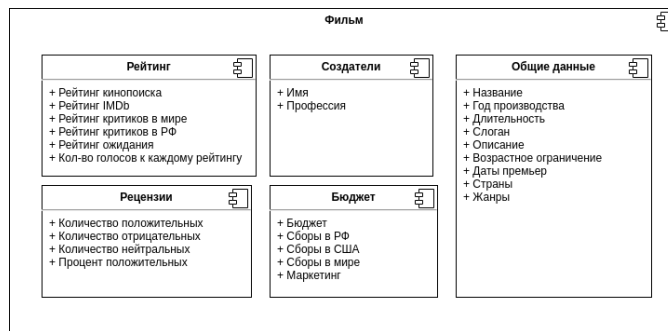 Фильм
Рейтинг
+ Рейтинг кинопоиска
+ Рейтинг IMDb
+ Рейтинг критиков в мире
+ Рейтинг критиков в РФ
+ Рейтинг ожидания
+ Кол-во голосов к каждому рейтингу
Создатели
+ Имя
+ Профессия
Общие данные
+ Название
+ Год производства
+ Длительность
+ Слоган
+ Описание
+ Возрастное ограничение
+ Даты премьер
+ Страны
+ Жанры
Рецензии
+ Количество положительных
+ Количество отрицательных
+ Количество нейтральных
+ Процент положительных
Бюджет
+ Бюджет
+ Сборы в РФ
+ Сборы в США
+ Сборы в мире
+ Маркетинг